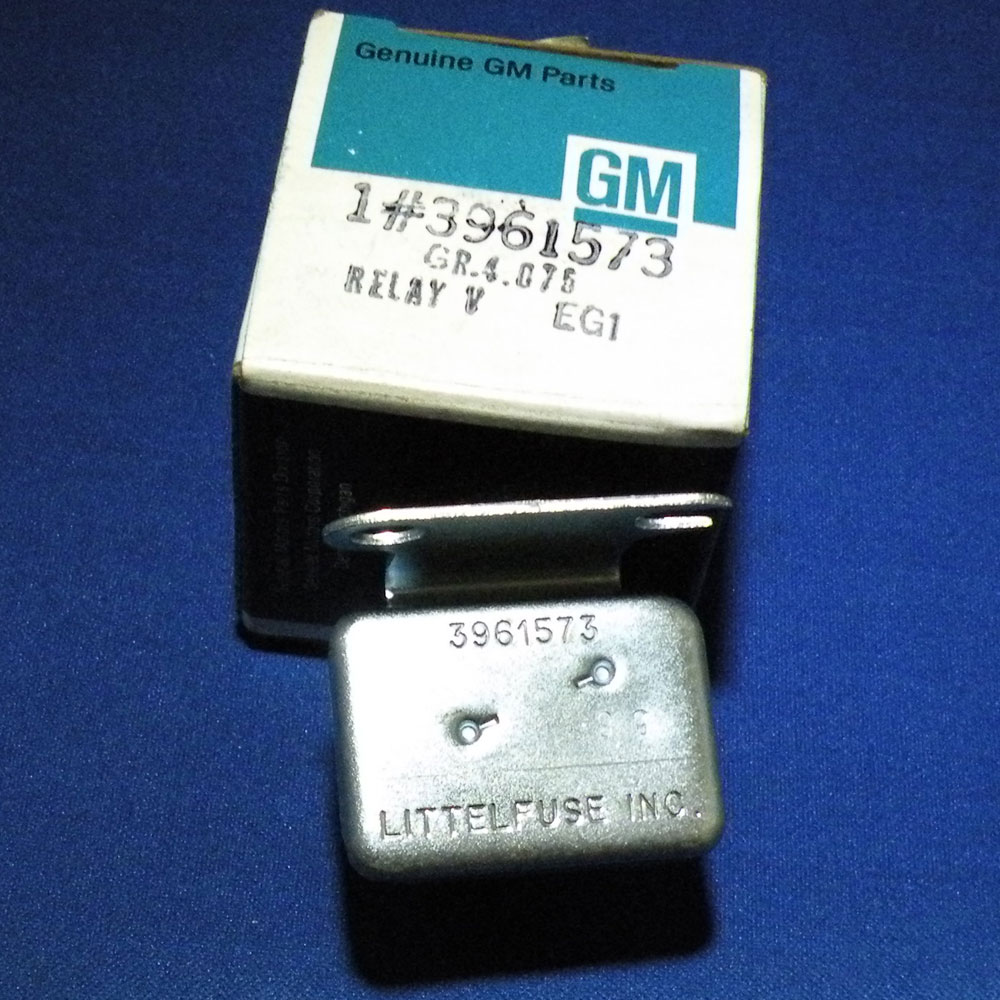 Genuine GM Parts
GM
1#3961573
GR.4.075
RELAY V EG1
3961573
LITTELFUSE INC.